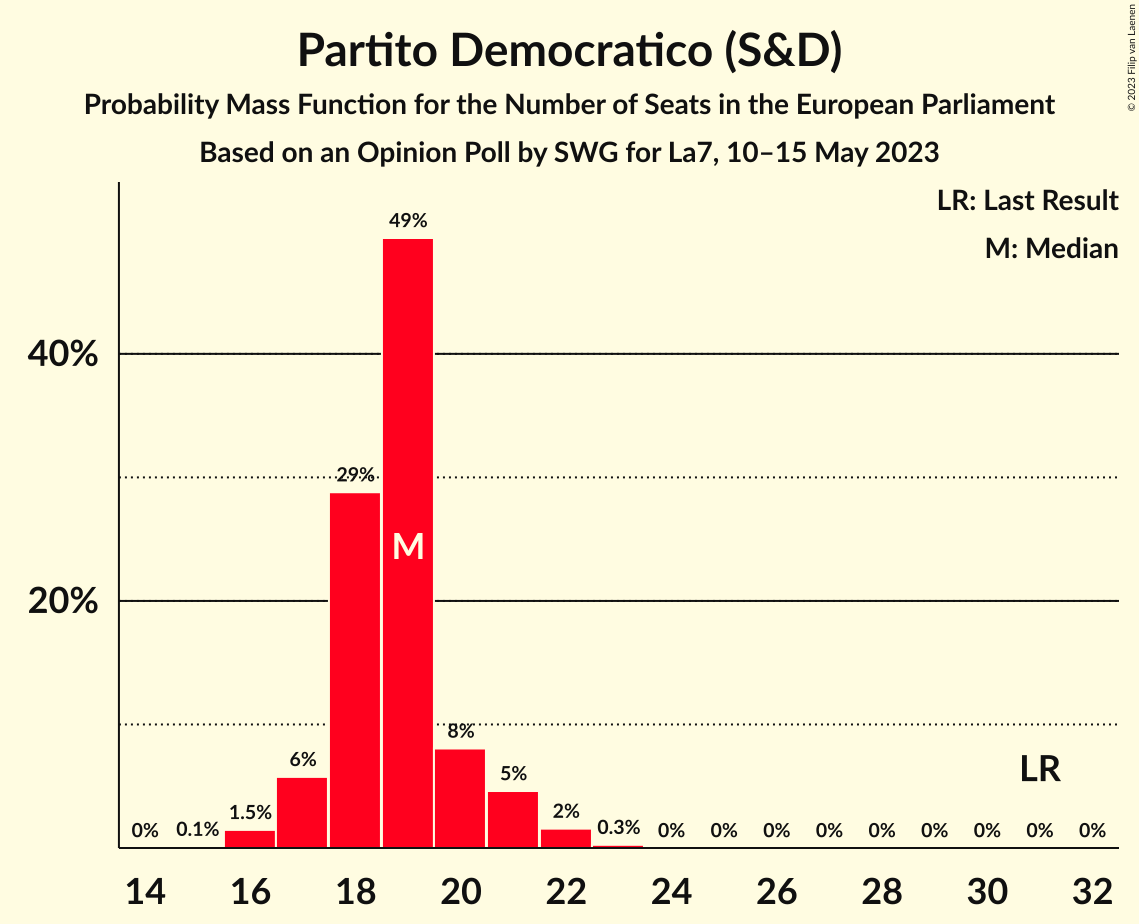 Partito Democratico (S&D)
Probability Mass Function for the Number of Seats in the European Parliament
Based on an Opinion Poll by SWG for La7, 10–15 May 2023
© 2023 Filip van Laenen
LR: Last Result
M: Median
49%
40%
29%
M
20%
8%
LR
6%
5%
1.5%
2%
0% 0.1% 0.3% 0% 0% 0% 0% 0% 0% 0% 0% 0%
14 16 18 20 22 24 26 28 30 32